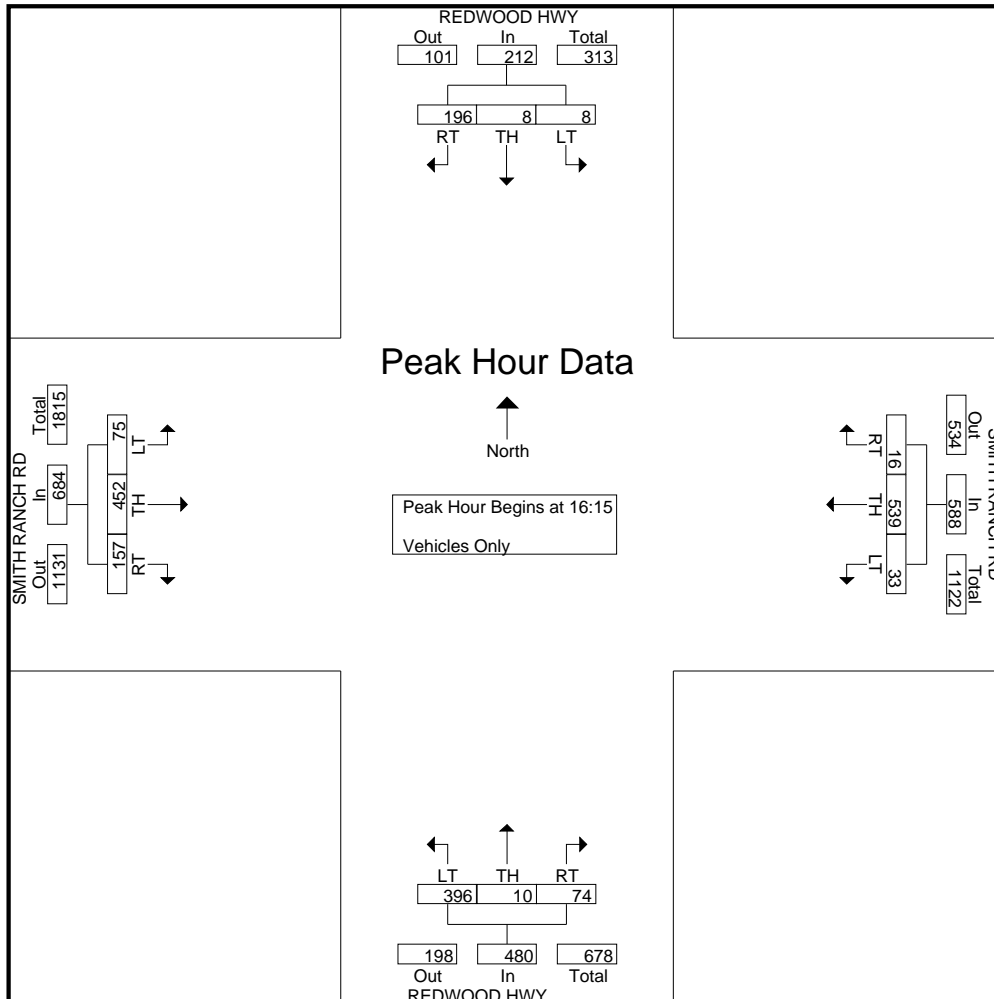 REDWOOD HWY
Out In Total
101 212 313
196 8 8
RT TH LT
Peak Hour Data
North
Peak Hour Begins at 16:15
Vehicles Only
SMITH RANCH RD
Out In Total
1131 684 1815
RT TH LT
157 452 75
SMITH RANCH RD
Out In Total
534 588 1122
RT TH LT
16 539 33
LT TH RT
396 10 74
198 480 678
Out In Total
REDWOOD HWY